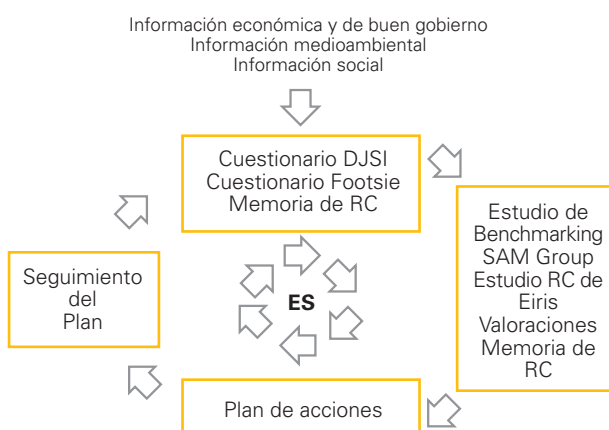 Información económica y de buen gobierno
Información medioambiental
Información social
Cuestionario DJSI
Cuestionario Footsie
Memoria de RC
Estudio de
Benchmarking
SAM Group
Estudio RC de
Eiris
Valoraciones
Memoria de
RC
Seguimiento
del
Plan
ES
Plan de acciones